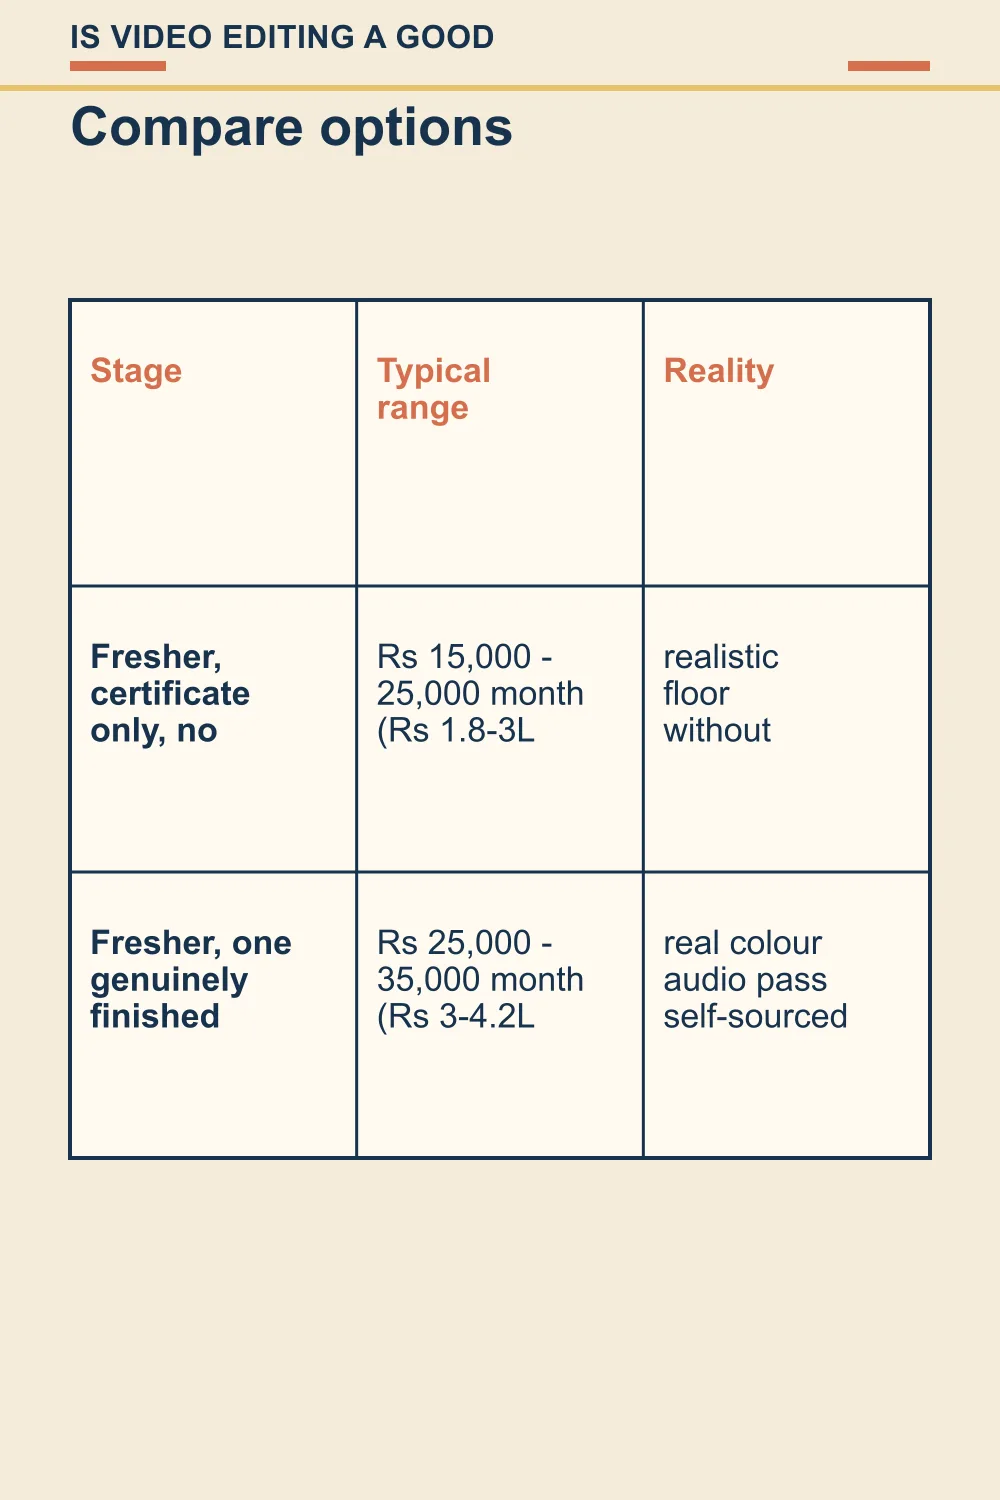 IS VIDEO EDITING A GOOD
Compare options
Stage
Typical
range
Reality
Fresher,
certificate
only, no
Rs 15,000 -
25,000 month
(Rs 1.8-3L
realistic
floor
without
Fresher, one
genuinely
finished
Rs 25,000 -
35,000 month
(Rs 3-4.2L
real colour
audio pass
self-sourced